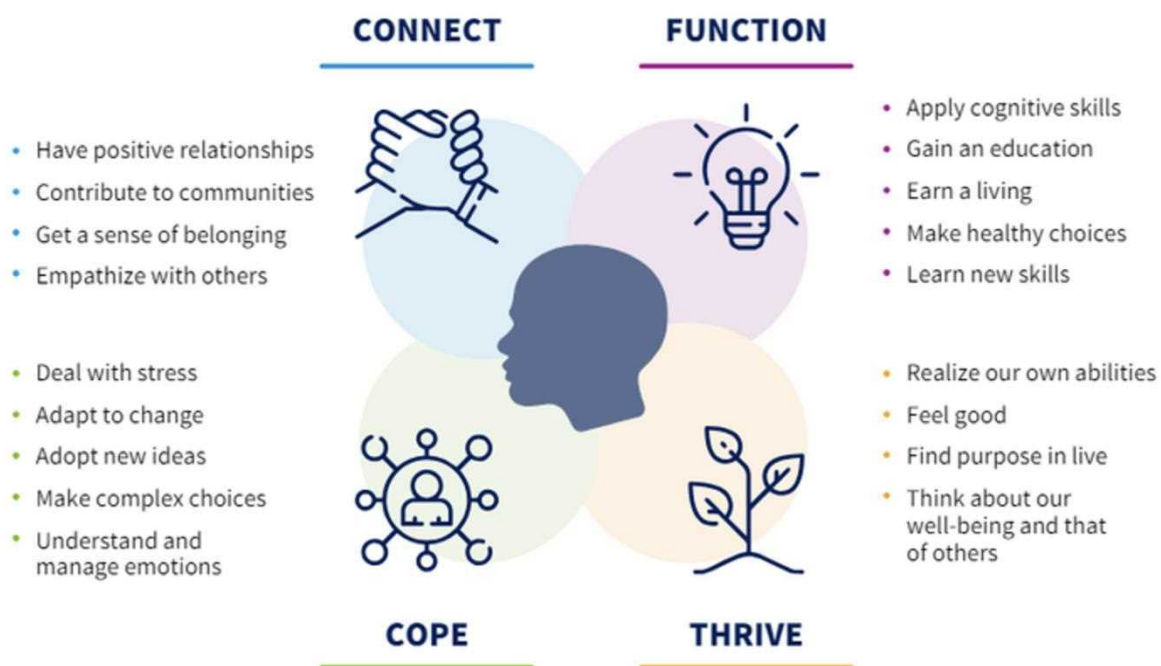 CONNECT
Have positive relationships
Contribute to communities
Get a sense of belonging
Empathize with others
FUNCTION
Apply cognitive skills
Gain an education
Earn a living
Make healthy choices
Learn new skills
Deal with stress
Adapt to change
Adopt new ideas
Make complex choices
Understand and
manage emotions
COPE
Realize our own abilities
Feel good
Find purpose in live
Think about our
well-being and that
of others
THRIVE